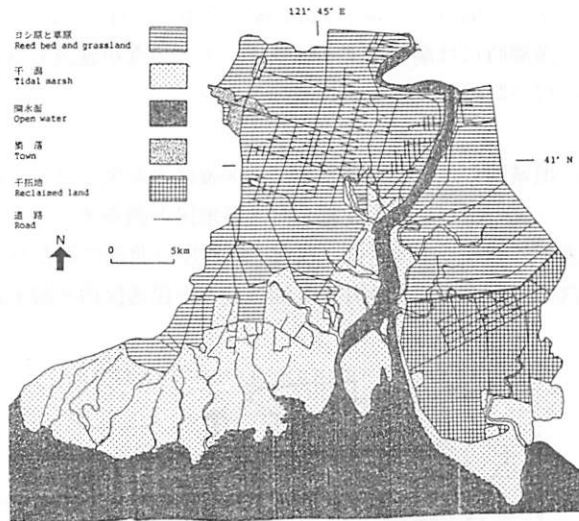 121° 45' E
ヨシ原と草原
Reed bed and grassland
干潟
Tidal marsh
開水面
Open water
集落
Town
干拓地
Reclaimed land
道路
Road
N
0 5km
41° N